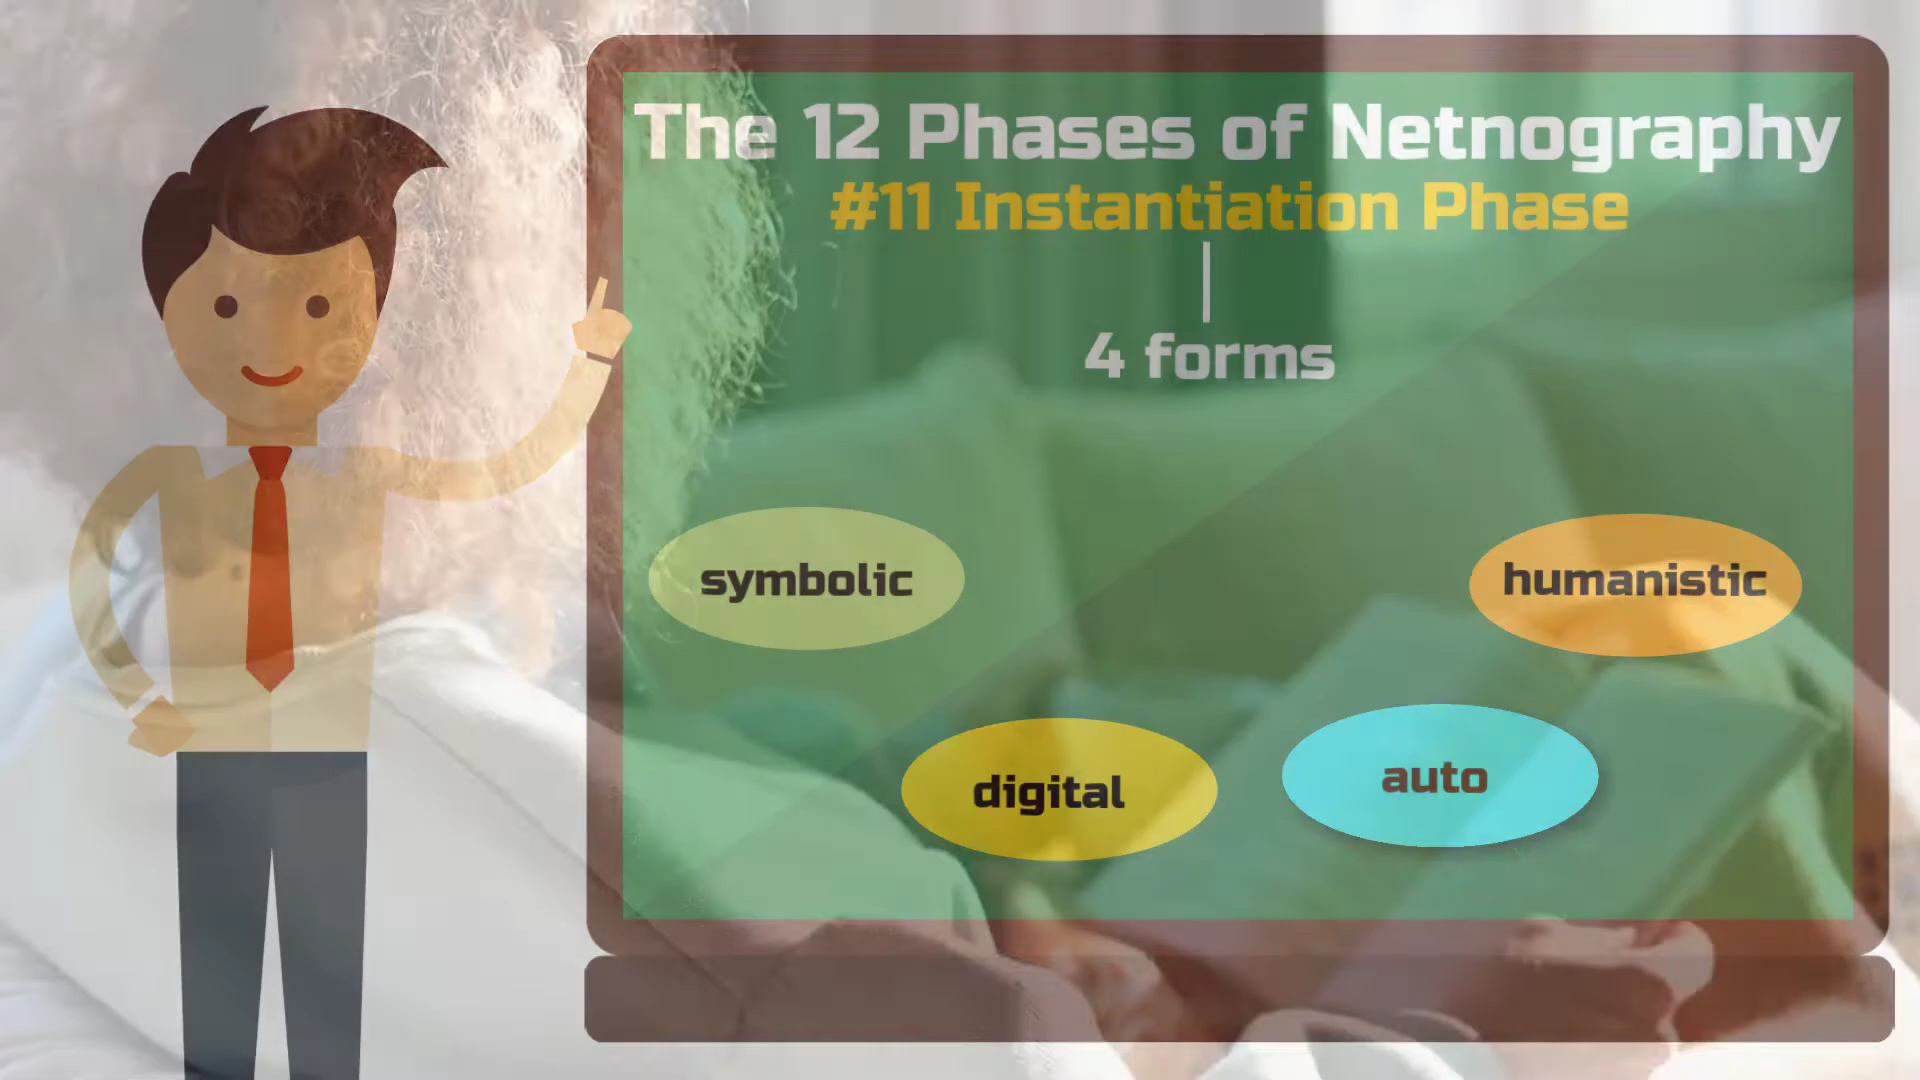 The 12 Phases of Netnography
#11 Instantiation Phase
4 forms
symbolic
humanistic
digital
auto